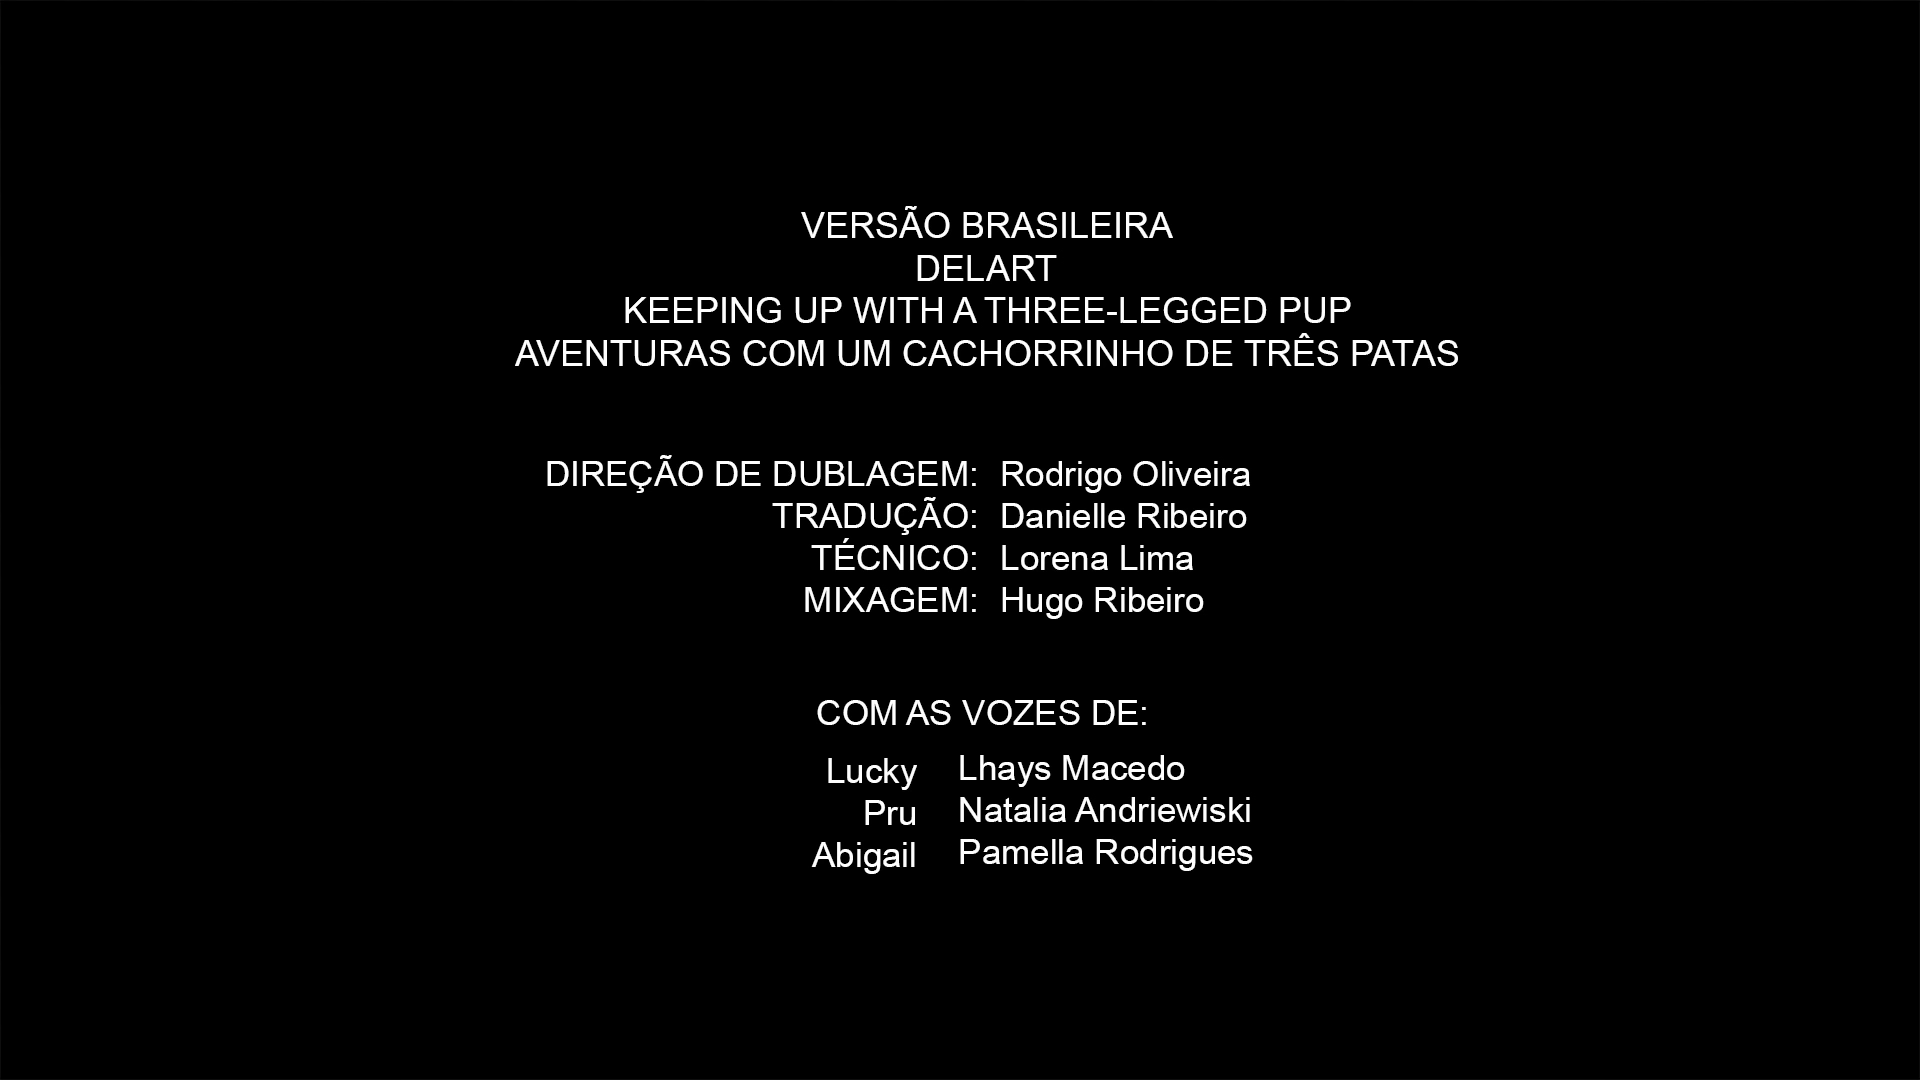 VERSÃO BRASILEIRA
DELART
KEEPING UP WITH A THREE-LEGGED PUP
AVENTURAS COM UM CACHORRINHO DE TRÊS PATAS
DIREÇÃO DE DUBLAGEM: Rodrigo Oliveira
TRADUÇÃO: Danielle Ribeiro
TÉCNICO: Lorena Lima
MIXAGEM: Hugo Ribeiro
COM AS VOZES DE:
Lucky Lhays Macedo
Pru Natalia Andriewiski
Abigail Pamella Rodrigues